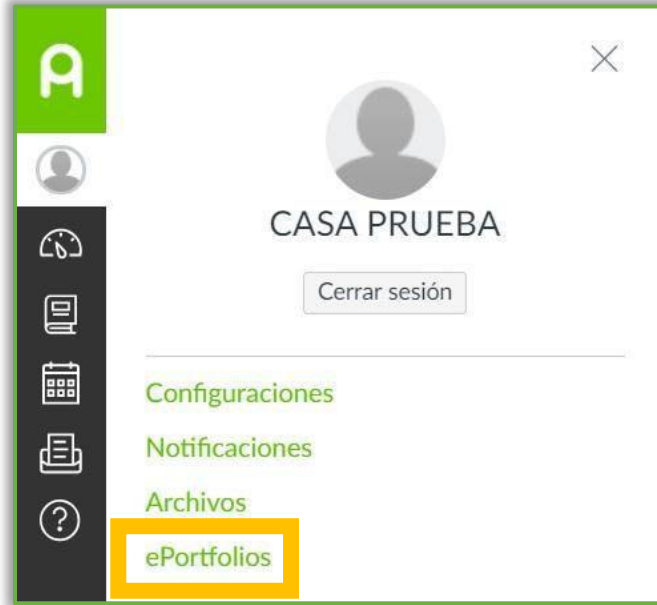 CASA PRUEBA
Cerrar sesión
Configuraciones
Notificaciones
Archivos
ePortfolios